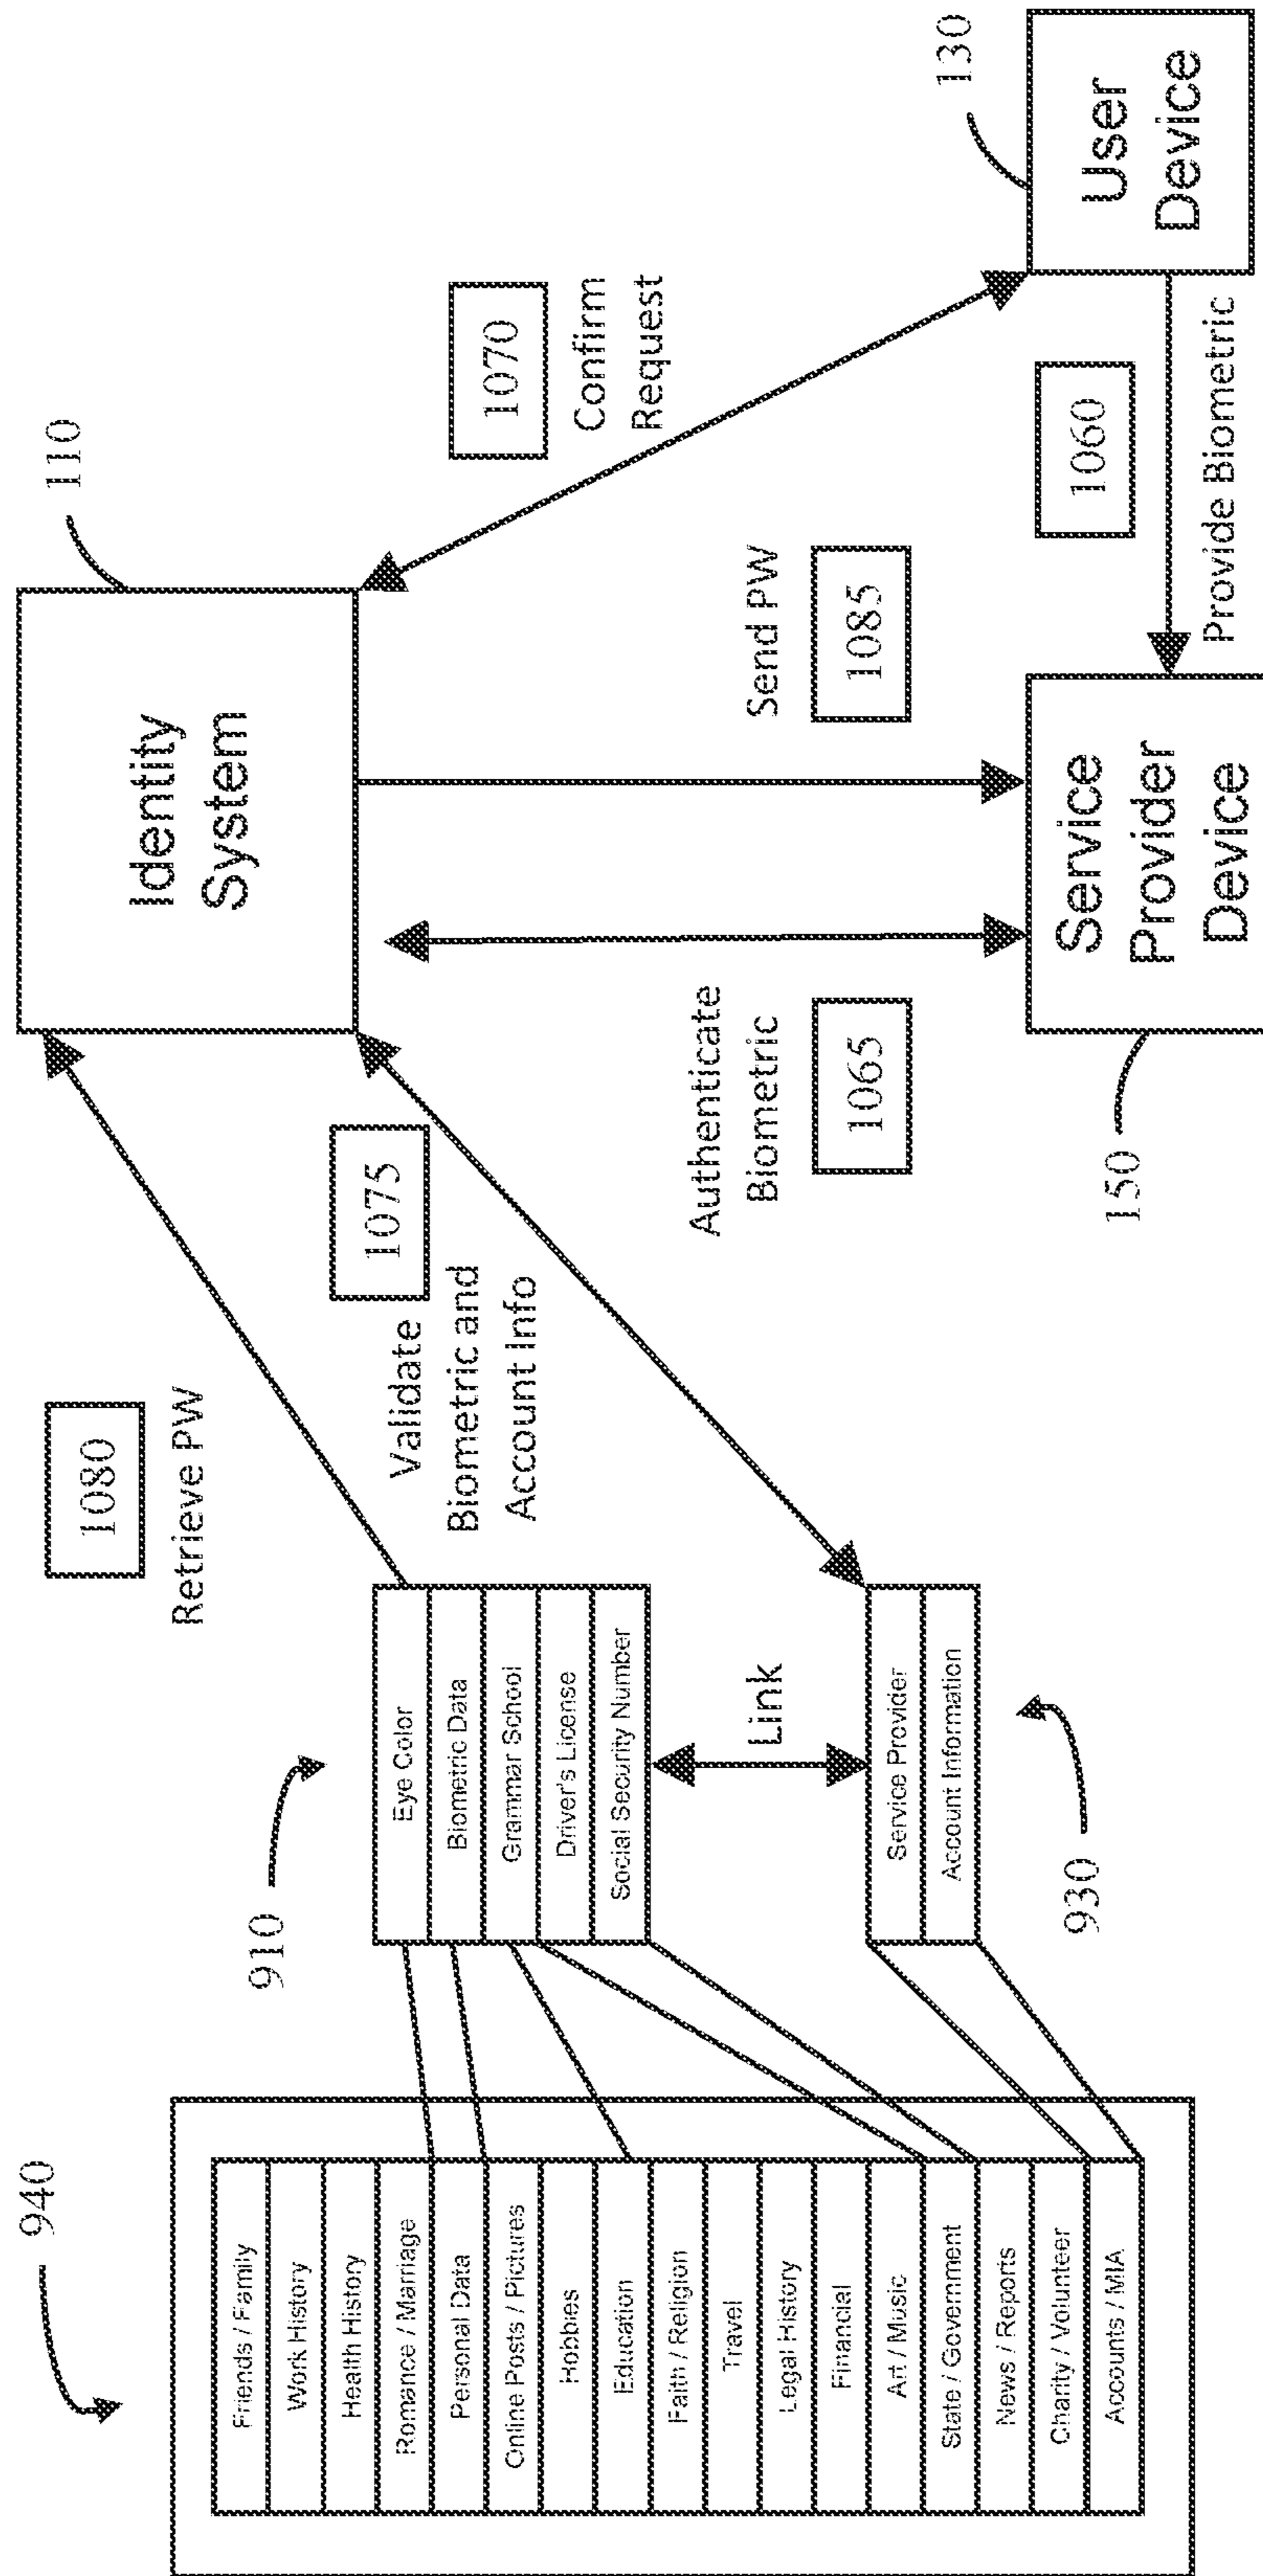 940
Friends / Family
Work History
Health History
Romance / Marriage
Personal Data
Online Posts / Pictures
Hobbies
Education
Faith / Religion
Travel
Legal History
Financial
Art / Music
State / Government
News / Reports
Charity / Volunteer
Accounts / MIA
910
Eye Color
Biometric Data
Grammar School
Driver's License
Social Security Number
Link
Service Provider
Account Information
930
1080
Retrieve PW
1075
Validate
Biometric and
Account Info
Identity
System
110
Authenticate
Biometric
1065
Send PW
1085
1070
Confirm
Request
Service
Provider
Device
150
1060
Provide Biometric
User
Device
130